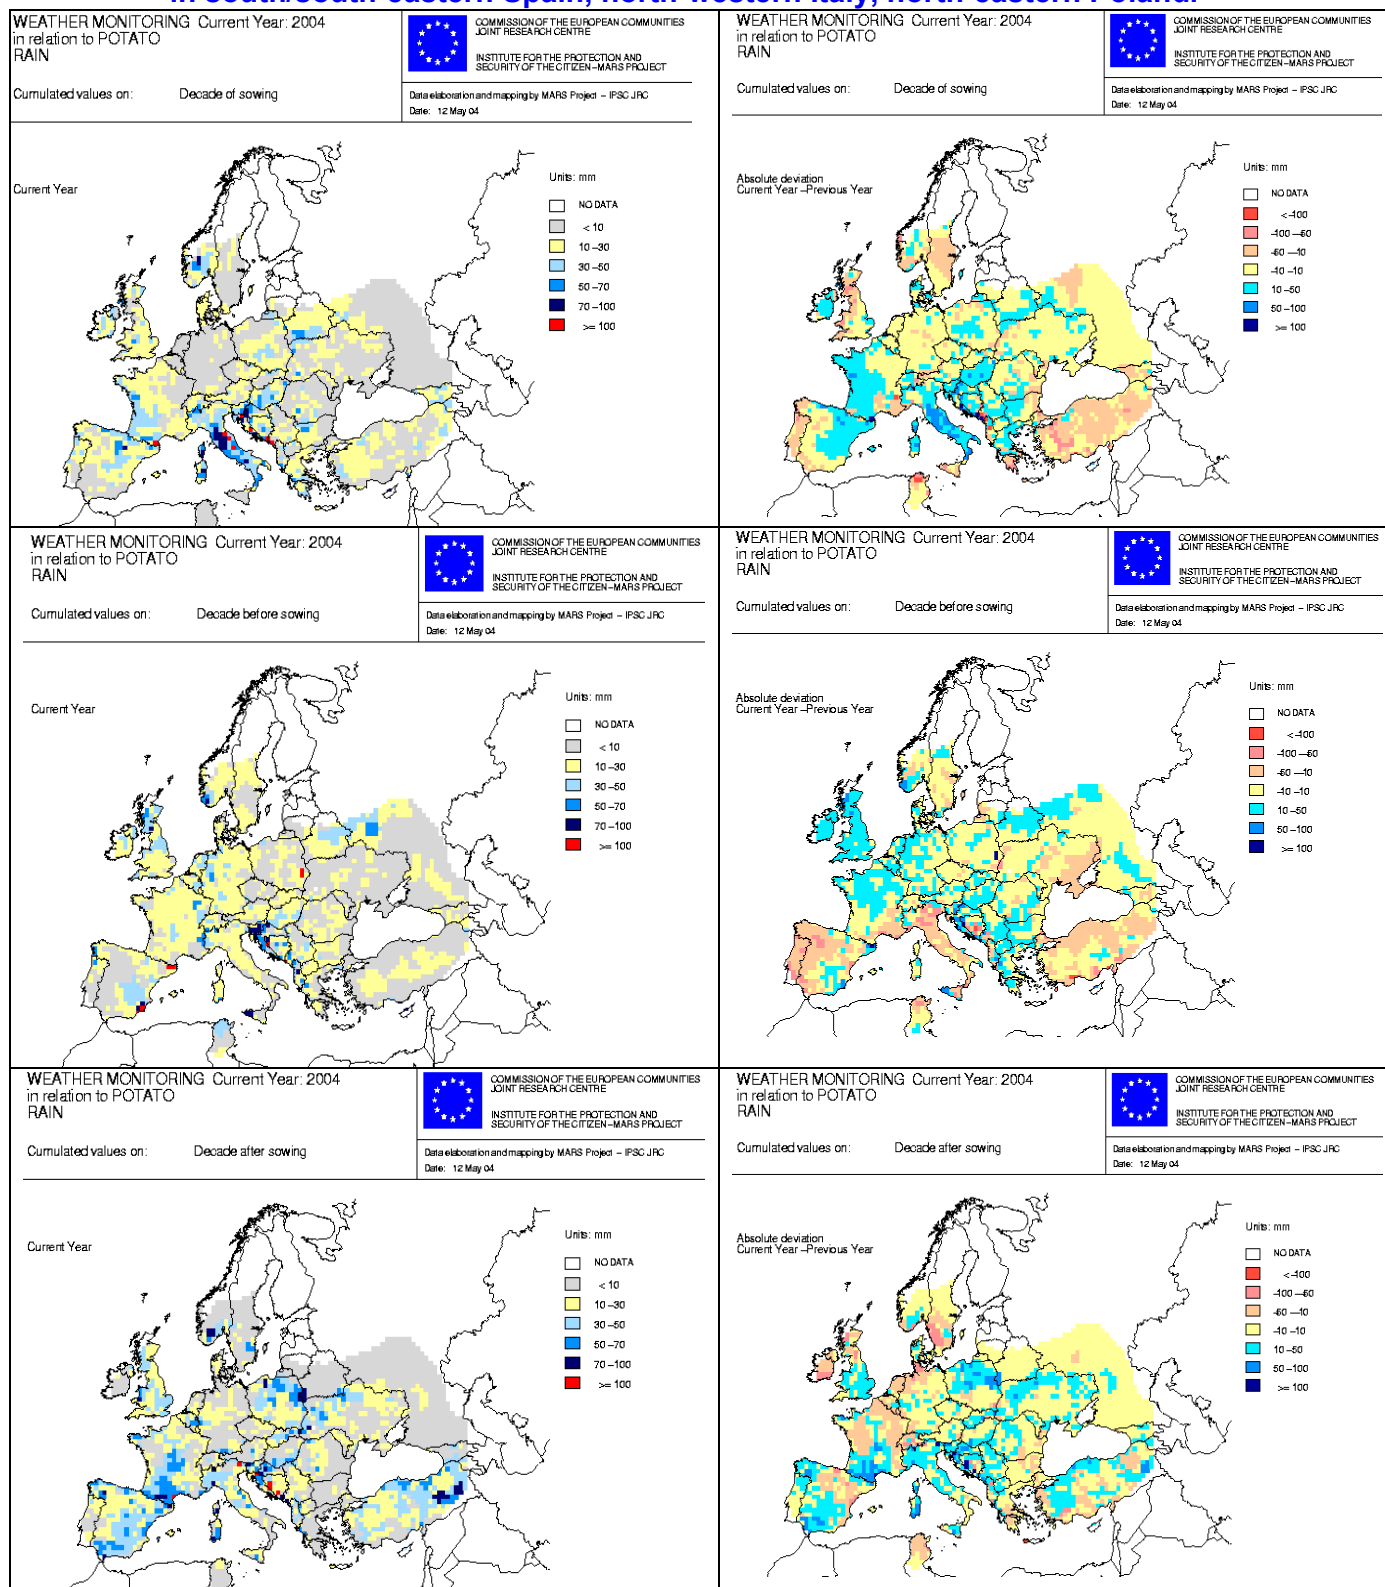 in south/south-eastern Spain, north-western Italy, north-eastern Poland.
WEATHER MONITORING Current Year: 2004
in relation to POTATO
RAIN
COMMISSION OF THE EUROPEAN COMMUNITIES
JOINT RESEARCH CENTRE
INSTITUTE FOR THE PROTECTION AND
SECURITY OF THE CITIZEN–MARS PROJECT
Cumulated values on: Decade of sowing
Data elaboration and mapping by MARS Project – IPSC JRC
Date: 12 May 04
Current Year
Units: mm
NO DATA
< 10
10 –30
30 –50
50 –70
70 –100
>= 100
WEATHER MONITORING Current Year: 2004
in relation to POTATO
RAIN
COMMISSION OF THE EUROPEAN COMMUNITIES
JOINT RESEARCH CENTRE
INSTITUTE FOR THE PROTECTION AND
SECURITY OF THE CITIZEN–MARS PROJECT
Cumulated values on: Decade of sowing
Data elaboration and mapping by MARS Project – IPSC JRC
Date: 12 May 04
Absolute deviation
Current Year –Previous Year
Units: mm
NO DATA
<-100
-100 –-50
-50 –-10
-10 –10
10 –50
50 –100
>= 100
WEATHER MONITORING Current Year: 2004
in relation to POTATO
RAIN
COMMISSION OF THE EUROPEAN COMMUNITIES
JOINT RESEARCH CENTRE
INSTITUTE FOR THE PROTECTION AND
SECURITY OF THE CITIZEN–MARS PROJECT
Cumulated values on: Decade before sowing
Data elaboration and mapping by MARS Project – IPSC JRC
Date: 12 May 04
Current Year
Units: mm
NO DATA
< 10
10 –30
30 –50
50 –70
70 –100
>= 100
WEATHER MONITORING Current Year: 2004
in relation to POTATO
RAIN
COMMISSION OF THE EUROPEAN COMMUNITIES
JOINT RESEARCH CENTRE
INSTITUTE FOR THE PROTECTION AND
SECURITY OF THE CITIZEN–MARS PROJECT
Cumulated values on: Decade before sowing
Data elaboration and mapping by MARS Project – IPSC JRC
Date: 12 May 04
Absolute deviation
Current Year –Previous Year
Units: mm
NO DATA
<-100
-100 –-50
-50 –-10
-10 –10
10 –50
50 –100
>= 100
WEATHER MONITORING Current Year: 2004
in relation to POTATO
RAIN
COMMISSION OF THE EUROPEAN COMMUNITIES
JOINT RESEARCH CENTRE
INSTITUTE FOR THE PROTECTION AND
SECURITY OF THE CITIZEN–MARS PROJECT
Cumulated values on: Decade after sowing
Data elaboration and mapping by MARS Project – IPSC JRC
Date: 12 May 04
Current Year
Units: mm
NO DATA
< 10
10 –30
30 –50
50 –70
70 –100
>= 100
WEATHER MONITORING Current Year: 2004
in relation to POTATO
RAIN
COMMISSION OF THE EUROPEAN COMMUNITIES
JOINT RESEARCH CENTRE
INSTITUTE FOR THE PROTECTION AND
SECURITY OF THE CITIZEN–MARS PROJECT
Cumulated values on: Decade after sowing
Data elaboration and mapping by MARS Project – IPSC JRC
Date: 12 May 04
Absolute deviation
Current Year –Previous Year
Units: mm
NO DATA
<-100
-100 –-50
-50 –-10
-10 –10
10 –50
50 –100
>= 100